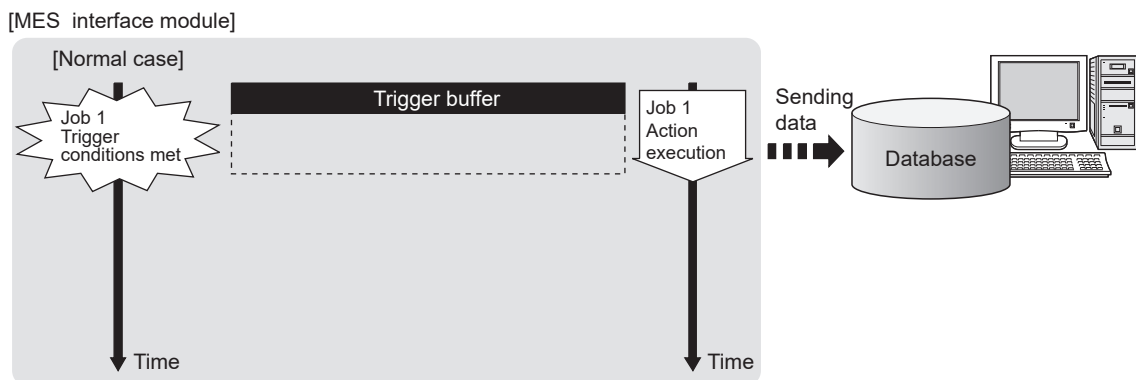 [MES interface module]
[Normal case]
Job 1
Trigger
conditions met
Trigger buffer
Job 1
Action
execution
Sending
data
Database
Time
Time